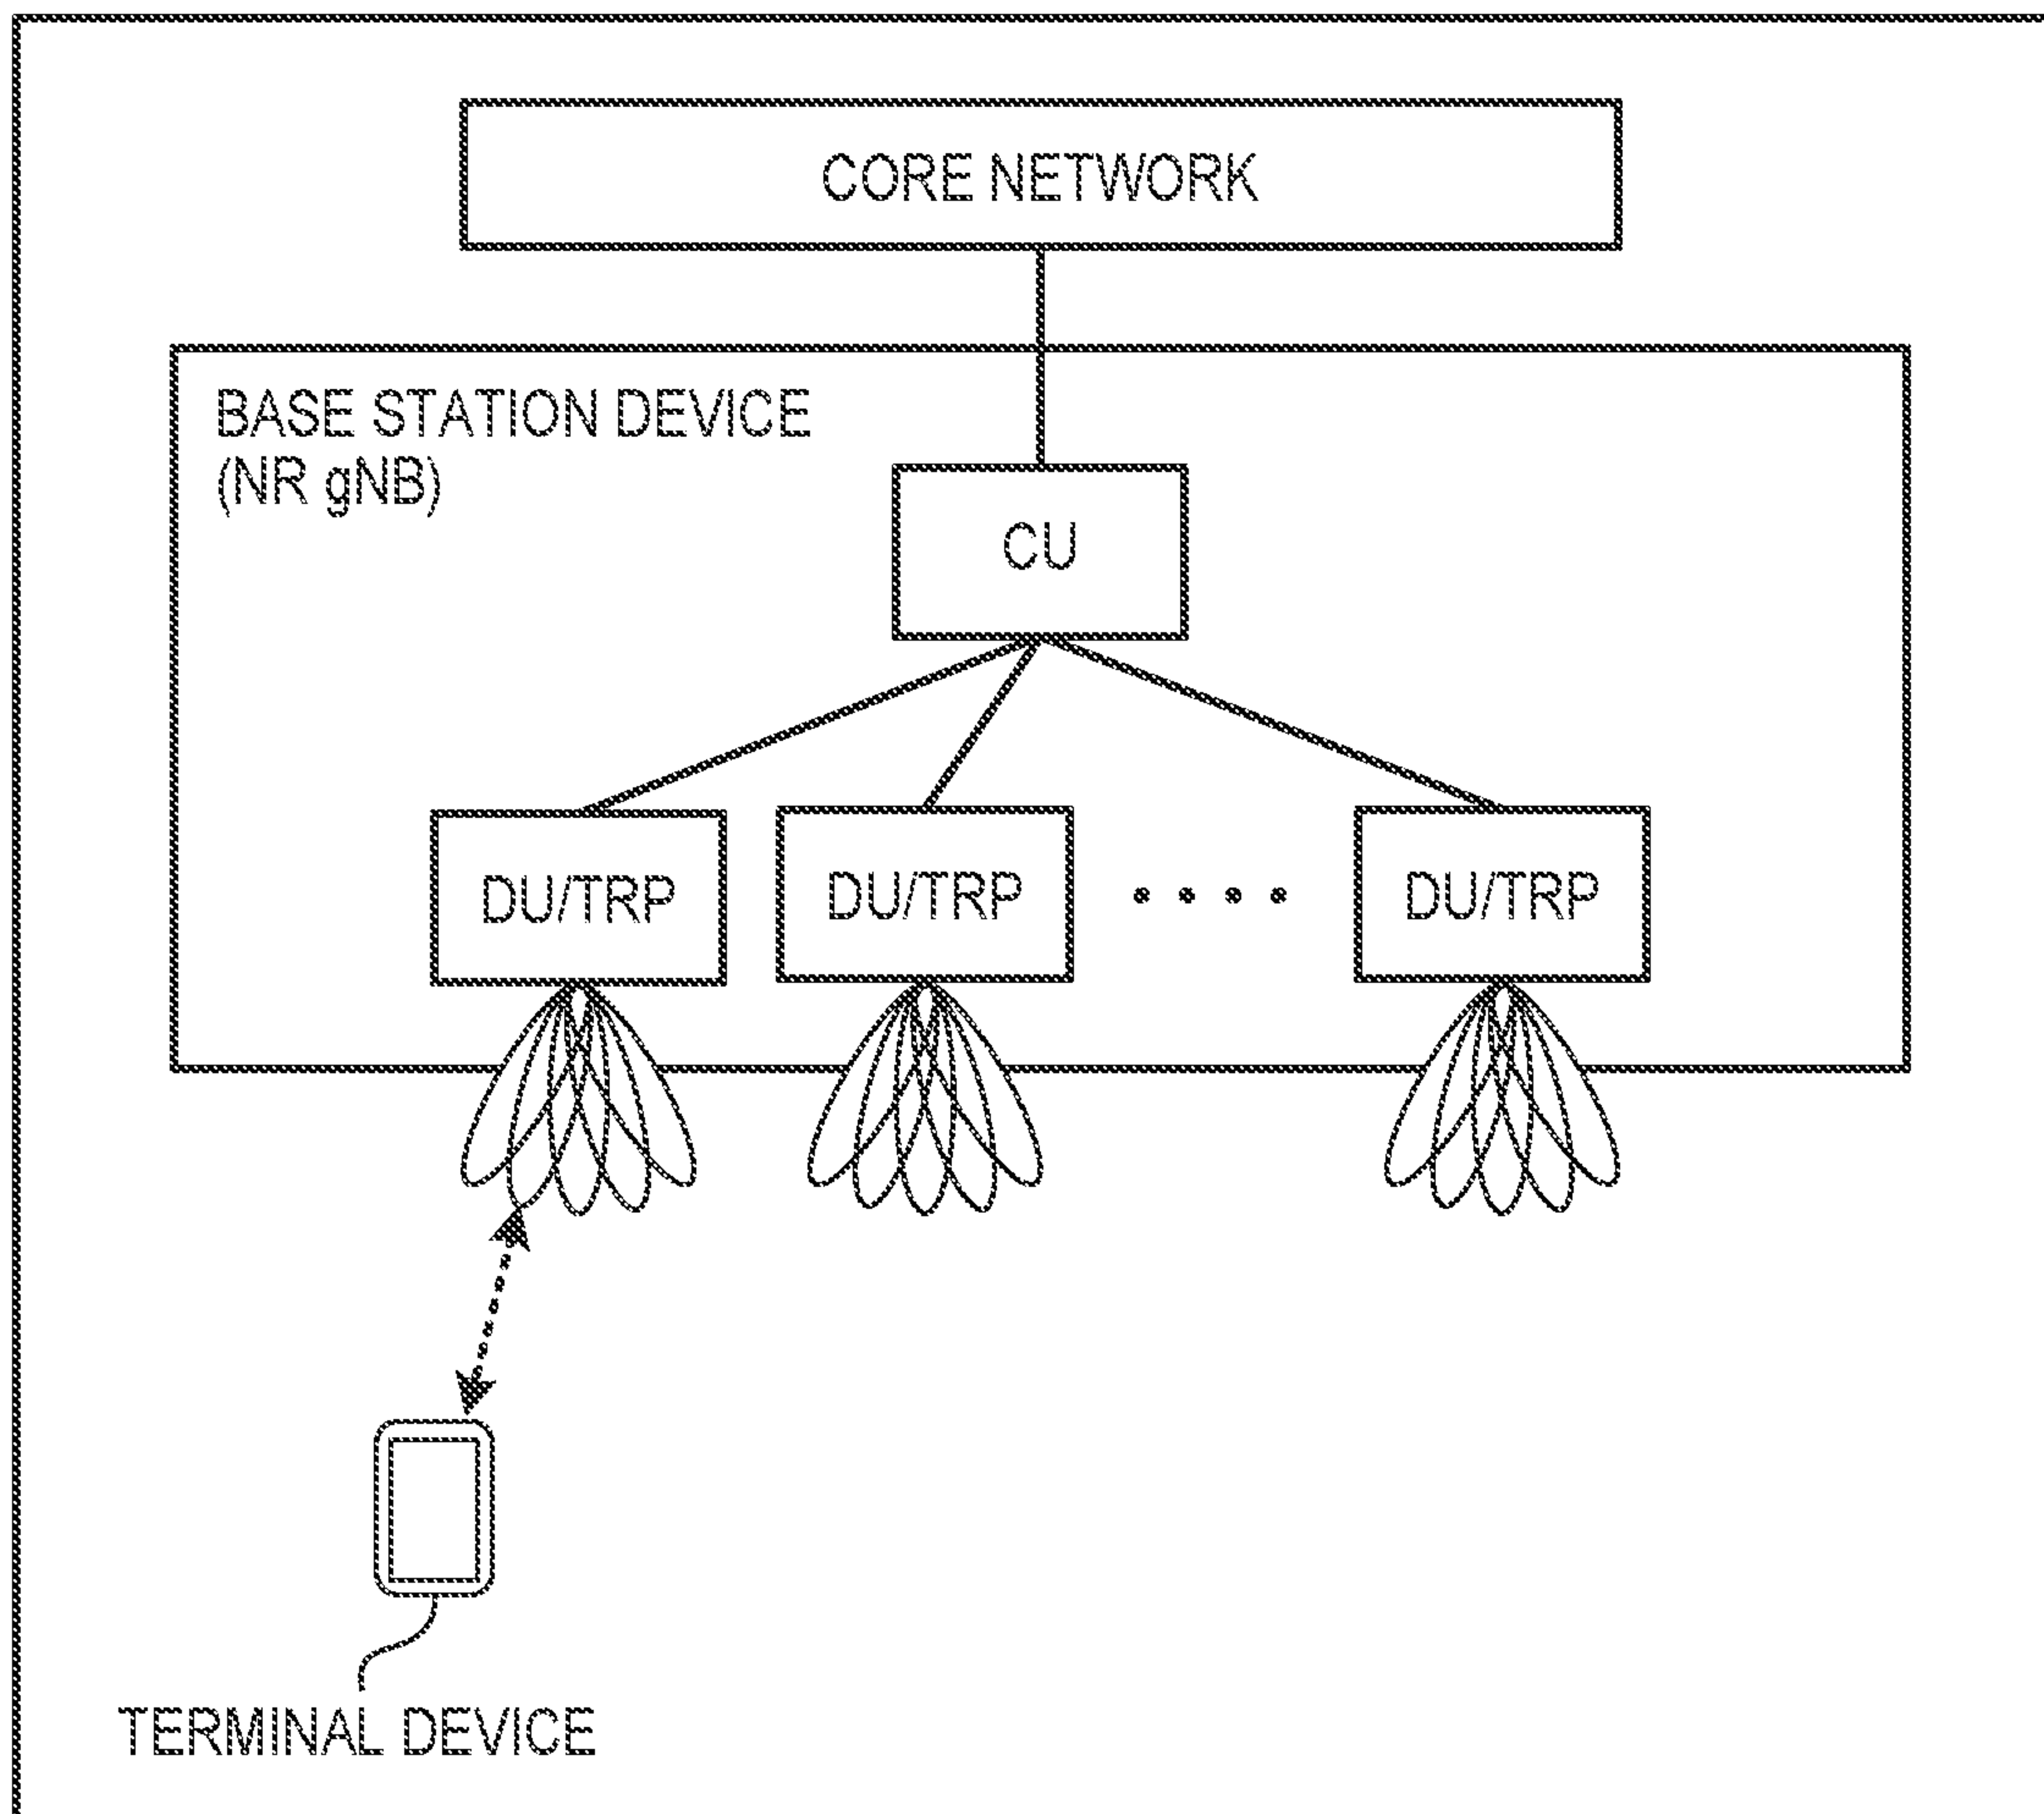 CORE NETWORK
BASE STATION DEVICE
(NR gNB)
CU
DU/TRP
DU/TRP
DU/TRP
TERMINAL DEVICE